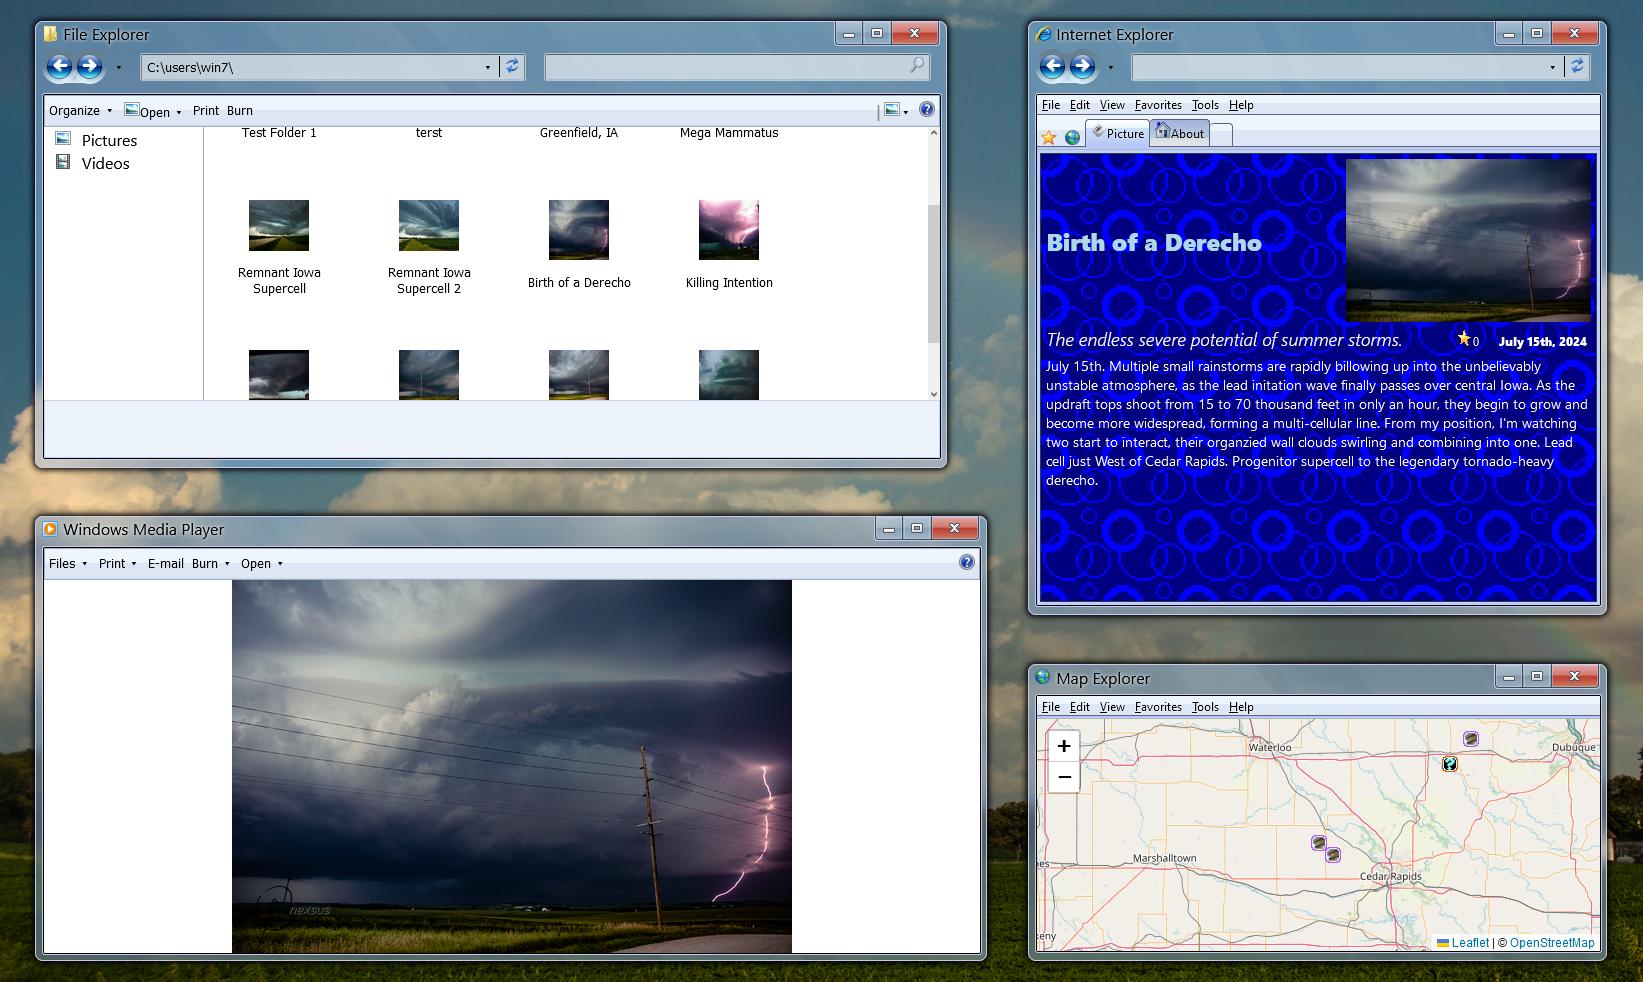 File Explorer
C:\users\win7\
Organize
Open
Print
Burn
Pictures
Videos
Test Folder 1
terst
Greenfield, IA
Mega Mammatus
Remnant Iowa
Supercell
Remnant Iowa
Supercell 2
Birth of a Derecho
Killing Intention
Internet Explorer
File Edit View Favorites Tools Help
Picture
About
Birth of a Derecho
The endless severe potential of summer storms.
0
July 15th, 2024
July 15th. Multiple small rainstorms are rapidly billowing up into the unbelievably
unstable atmosphere, as the lead initation wave finally passes over central Iowa. As the
updraft tops shoot from 15 to 70 thousand feet in only an hour, they begin to grow and
become more widespread, forming a multi-cellular line. From my position, I'm watching
two start to interact, their organzied wall clouds swirling and combining into one. Lead
cell just West of Cedar Rapids. Progenitor supercell to the legendary tornado-heavy
derecho.
Windows Media Player
Files Print E-mail Burn Open
nexsus
Map Explorer
File Edit View Favorites Tools Help
+
−
Waterloo
Dubuque
Marshalltown
Cedar Rapids
nes
keny
Leaflet | © OpenStreetMap